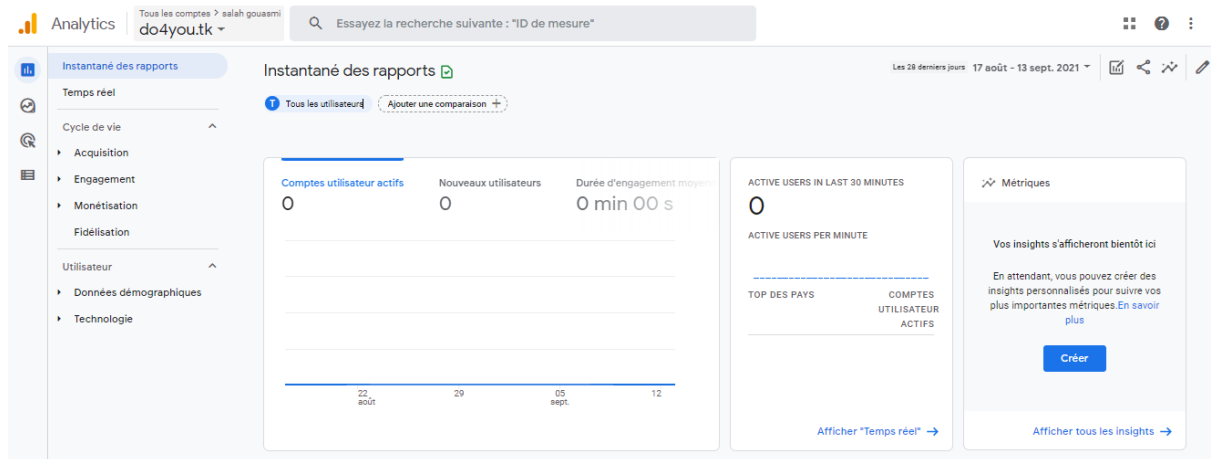 Analytics
Tous les comptes > salah gouasmi
do4you.tk
Essayez la recherche suivante : "ID de mesure"
Instantané des rapports
Temps réel
Cycle de vie
Acquisition
Engagement
Monétisation
Fidélisation
Utilisateur
Données démographiques
Technologie
Instantané des rapports
Les 28 derniers jours 17 août - 13 sept. 2021
T Tous les utilisateurs
Ajouter une comparaison +
Comptes utilisateur actifs
0
Nouveaux utilisateurs
0
Durée d'engagement moyen
0 min 00 s
22 août
29
05 sept.
12
ACTIVE USERS IN LAST 30 MINUTES
0
ACTIVE USERS PER MINUTE
TOP DES PAYS
COMPTES
UTILISATEUR
ACTIFS
Afficher "Temps réel" →
Métriques
Vos insights s'afficheront bientôt ici
En attendant, vous pouvez créer des
insights personnalisés pour suivre vos
plus importantes métriques.En savoir
plus
Créer
Afficher tous les insights →